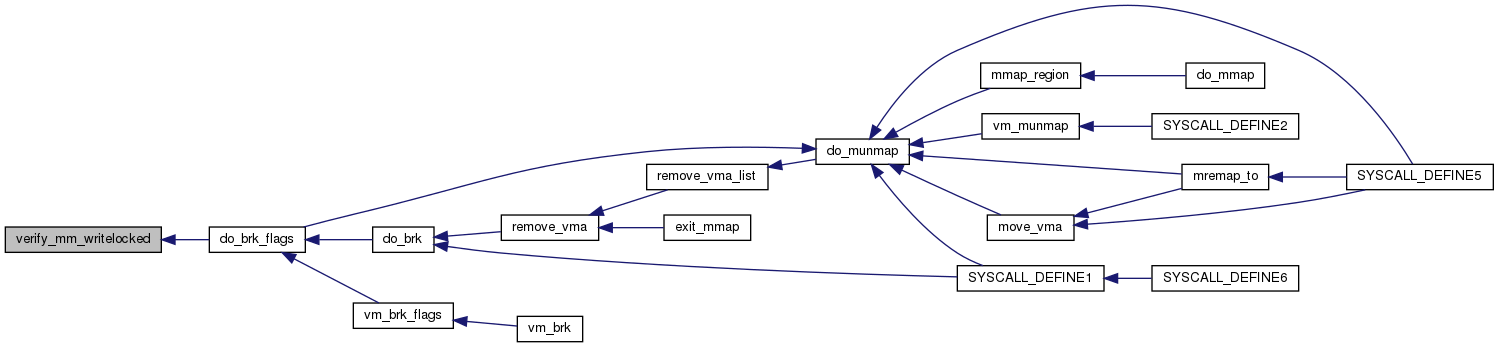 mmap_region
do_mmap
vm_munmap
SYSCALL_DEFINE2
do_munmap
remove_vma_list
mremap_to
SYSCALL_DEFINE5
verify_mm_writelocked
do_brk_flags
do_brk
remove_vma
exit_mmap
move_vma
SYSCALL_DEFINE1
SYSCALL_DEFINE6
vm_brk_flags
vm_brk